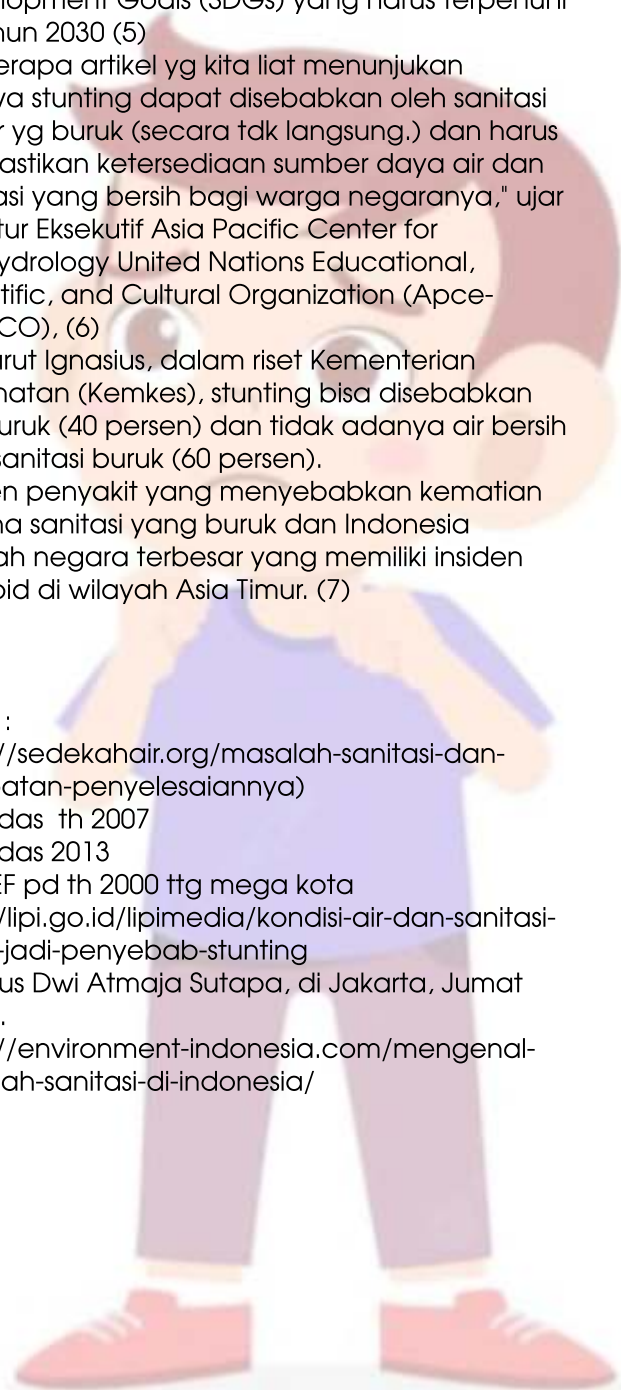 lopment Goals (SDGs) yang harus terpenuhi
hun 2030 (5)
erapa artikel yg kita liat menunjukan
ya stunting dapat disebabkan oleh sanitasi
r yg buruk (secara tdk langsung.) dan harus
astikan ketersediaan sumber daya air dan
asi yang bersih bagi warga negaranya," ujar
tur Eksekutif Asia Pacific Center for
ydrology United Nations Educational,
tific, and Cultural Organization (Apce-
CO), (6)
urut Ignasius, dalam riset Kementerian
hatan (Kemkes), stunting bisa disebabkan
uruk (40 persen) dan tidak adanya air bersih
sanitasi buruk (60 persen).
en penyakit yang menyebabkan kematian
na sanitasi yang buruk dan Indonesia
ah negara terbesar yang memiliki insiden
oid di wilayah Asia Timur. (7)
:
//sedekahair.org/masalah-sanitasi-dan-
atan-penyelesaiannya)
das th 2007
das 2013
EF pd th 2000 ttg mega kota
/lipi.go.id/lipimedia/kondisi-air-dan-sanitasi-
-jadi-penyebab-stunting
us Dwi Atmaja Sutapa, di Jakarta, Jumat
.
//environment-indonesia.com/mengenal-
lah-sanitasi-di-indonesia/